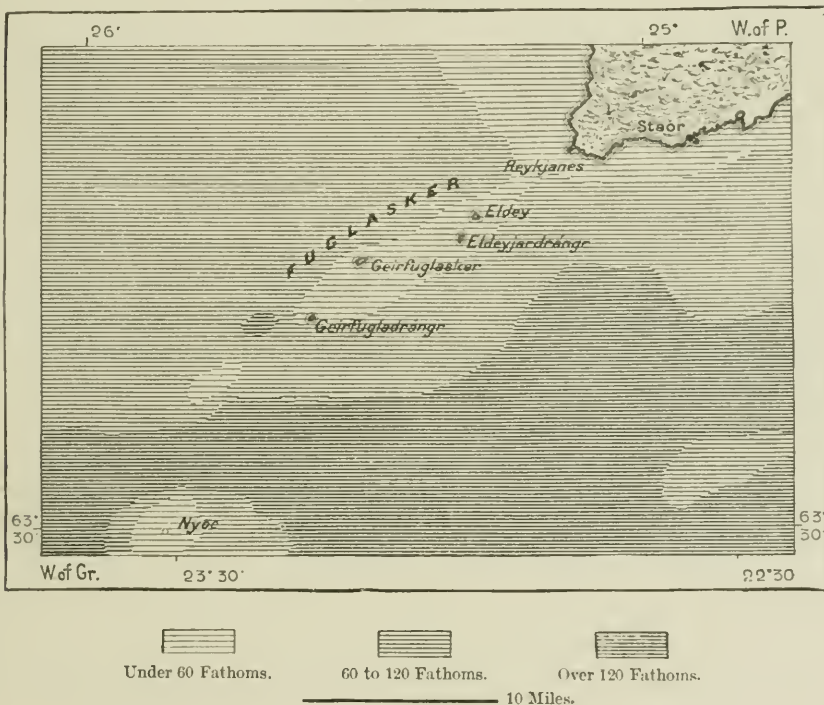 26' 25° W. of P.
Staðr
Reykjanes
FUGLASKER
Eldey
Eldeyjardrángr
Geirfuglasker
Geirfugladrángr
63° 30' Nyöe 63° 30'
W. of Gr. 23°30 22°30
Under 60 Fathoms. 60 to 120 Fathoms. Over 120 Fathoms.
10 Miles.